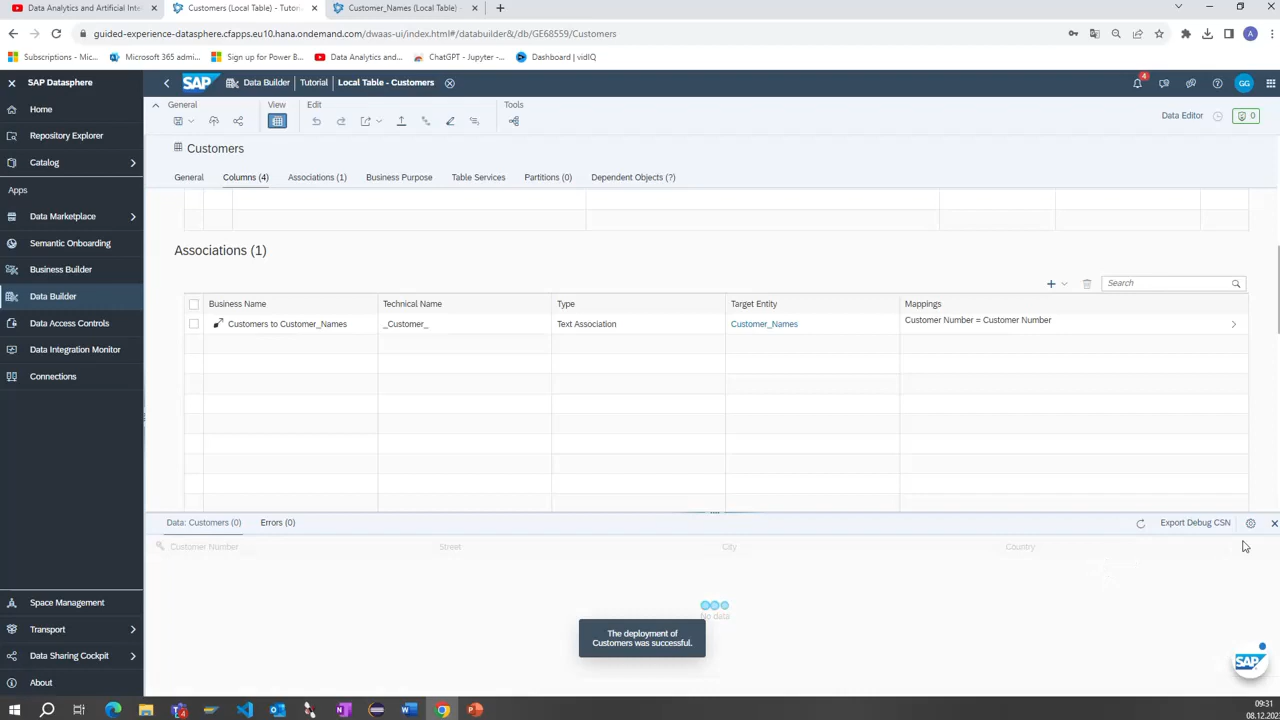 Data Analytics and Artificial Inte
Customers (Local Table) - Tutori
Customer_Names (Local Table)
guided-experience-datasphere.cfapps.eu10.hana.ondemand.com/dwaas-ui/index.html#/databuilder&/db/GE68559/Customers
A
Subscriptions - Mic...
Microsoft 365 admi...
Sign up for Power B...
Data Analytics and...
ChatGPT - Jupyter -...
Dashboard | vidIQ
SAP Datasphere
SAP
Data Builder
Tutorial
Local Table - Customers
4
GG
Home
Repository Explorer
Catalog
Apps
Data Marketplace
Semantic Onboarding
Business Builder
Data Builder
Data Access Controls
Data Integration Monitor
Connections
Space Management
Transport
Data Sharing Cockpit
About
General
View
Edit
Tools
Data Editor
0
Customers
General
Columns (4)
Associations (1)
Business Purpose
Table Services
Partitions (0)
Dependent Objects (?)
Associations (1)
Search
Business Name
Technical Name
Type
Target Entity
Mappings
Customers to Customer_Names
_Customer_
Text Association
Customer_Names
Customer Number = Customer Number
Data: Customers (0)
Errors (0)
Export Debug CSN
Customer Number
Street
City
Country
No data
The deployment of
Customers was successful.
SAP
09:31
08.12.202